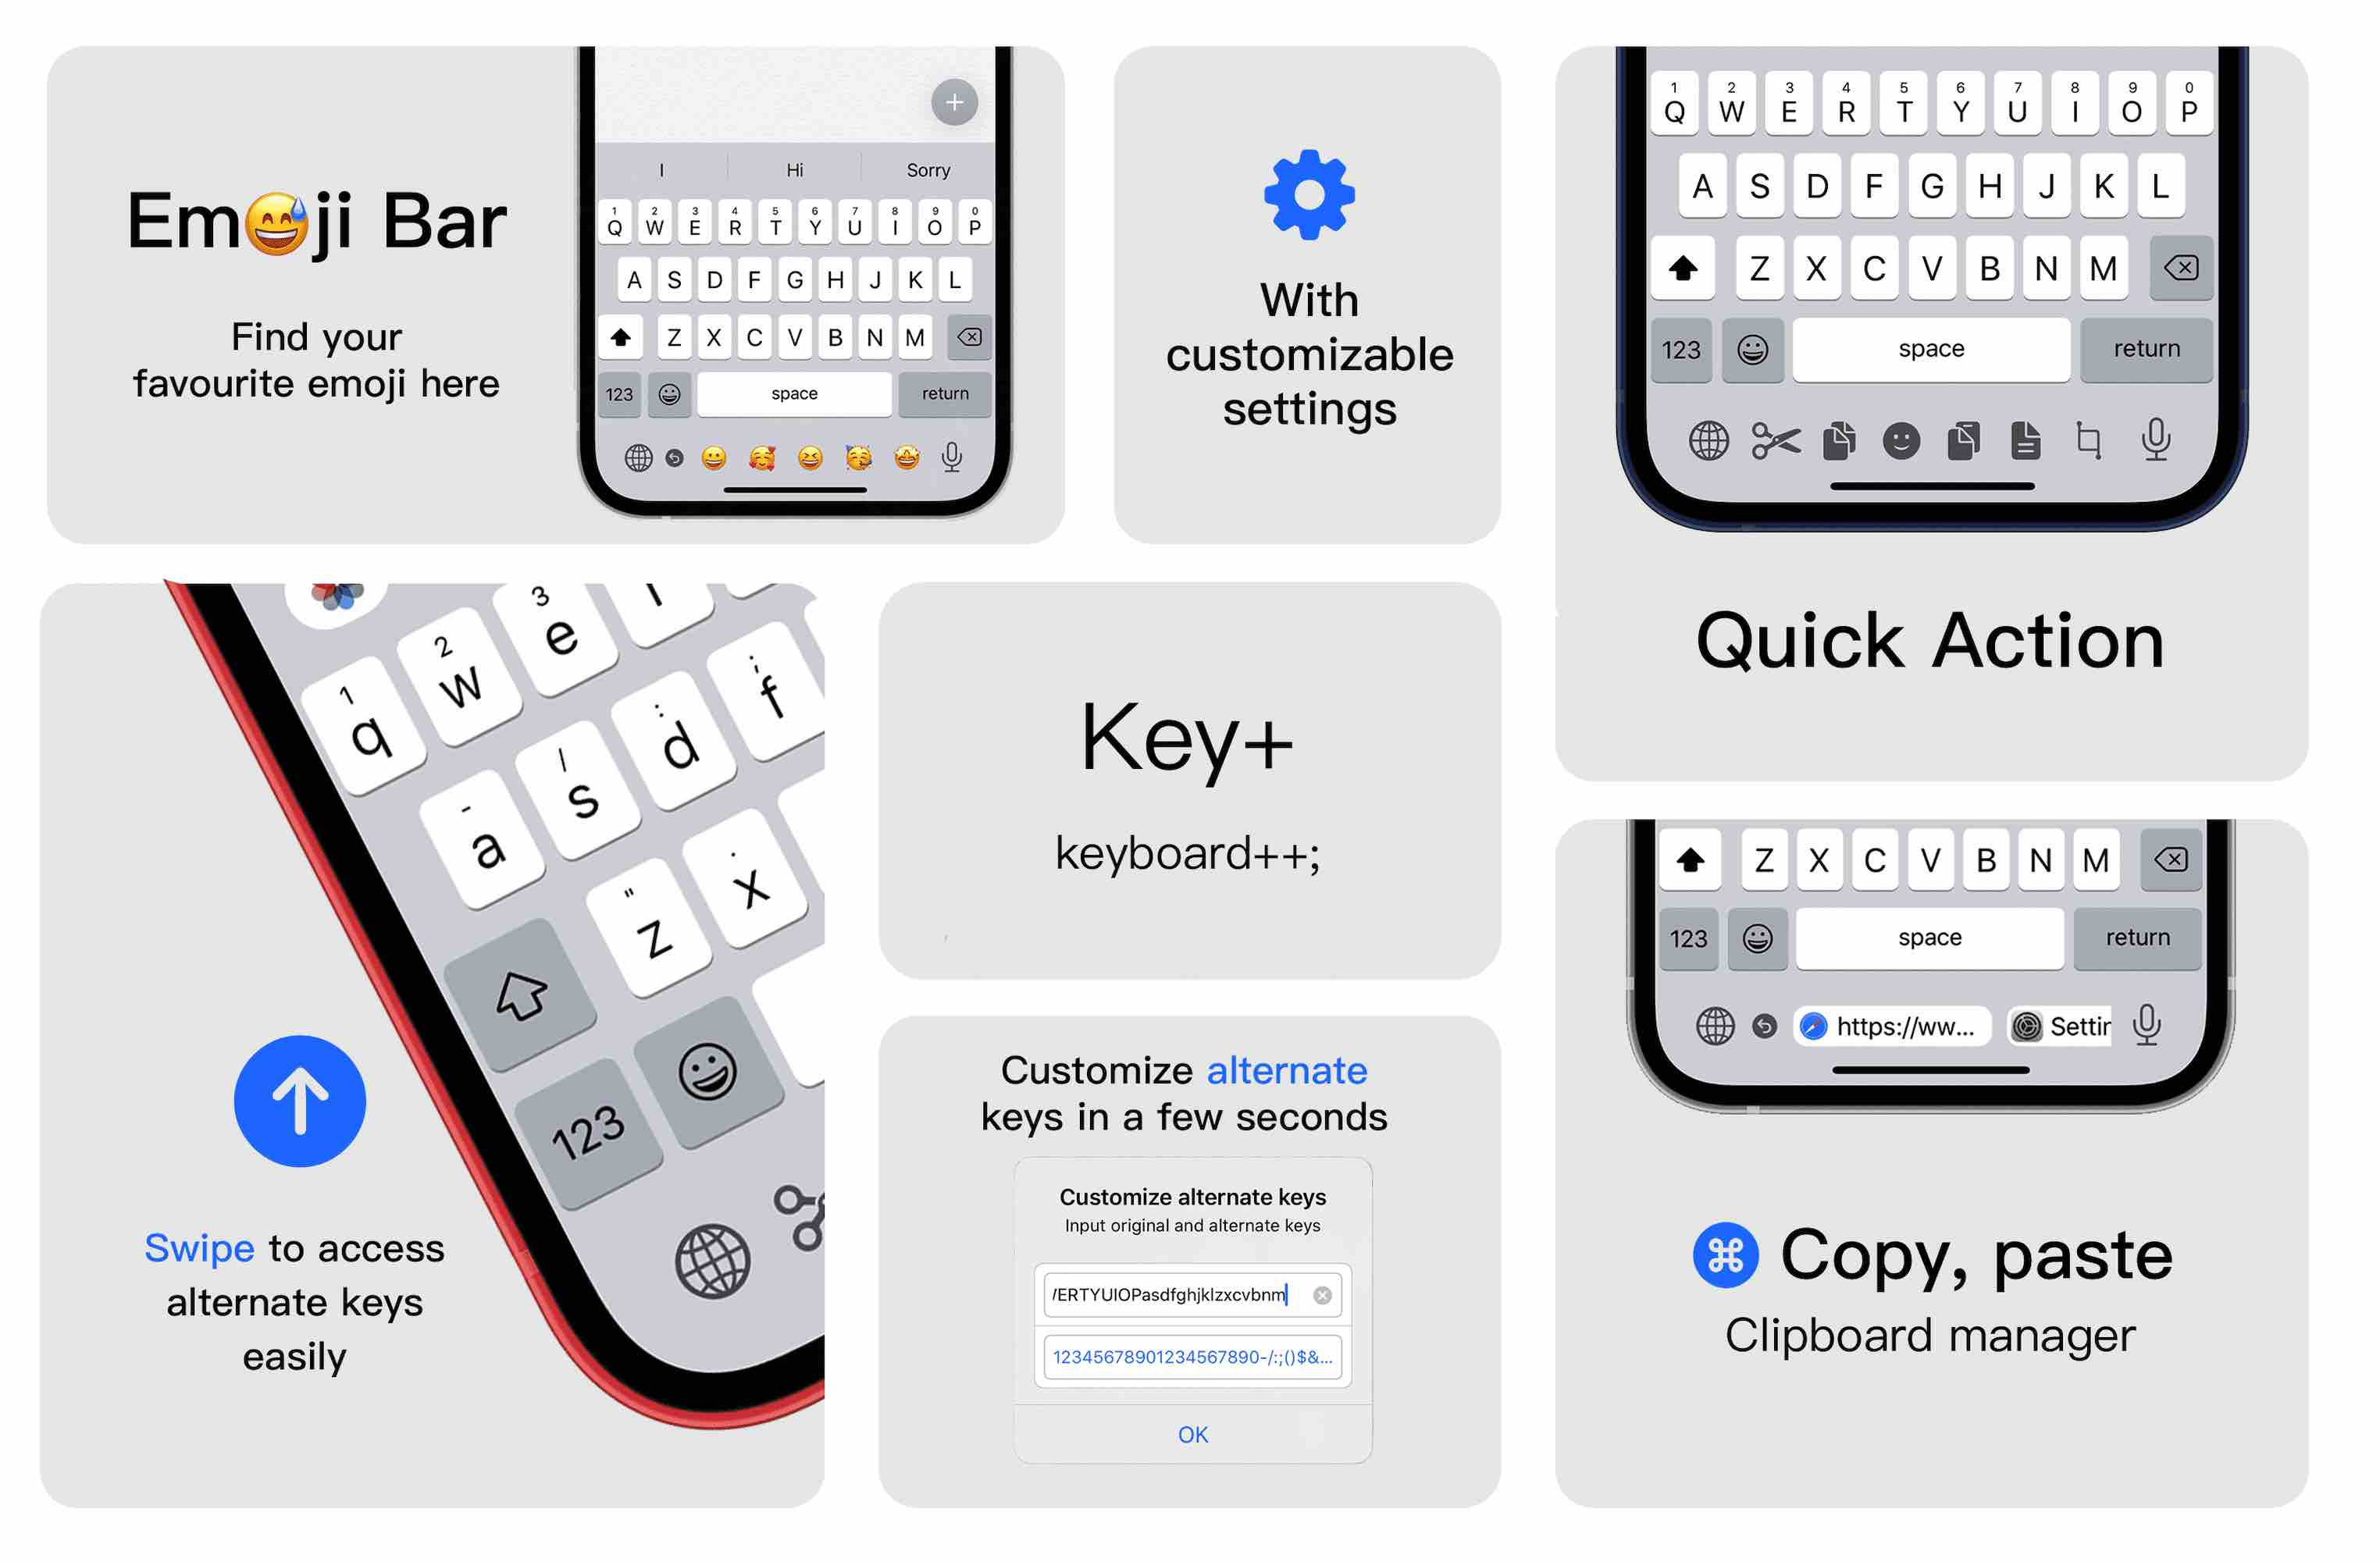 Em😅ji Bar
Find your
favourite emoji here
I Hi Sorry
1 2 3 4 5 6 7 8 9 0
Q W E R T Y U I O P
A S D F G H J K L
Z X C V B N M
123 space return
With
customizable
settings
1 2 3 4 5 6 7 8 9 0
Q W E R T Y U I O P
A S D F G H J K L
Z X C V B N M
123 space return
Quick Action
1 2 3
q w e
- / : ;
a s d f
" .
z x
123
Swipe to access
alternate keys
easily
Key+
keyboard++;
Customize alternate
keys in a few seconds
Customize alternate keys
Input original and alternate keys
ERTYUIOPasdfghjklzxcvbnm
12345678901234567890-/:;()$&...
OK
Z X C V B N M
123 space return
https://ww... Settin
⌘ Copy, paste
Clipboard manager